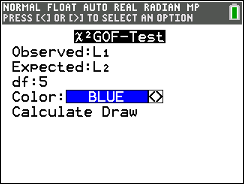 NORMAL FLOAT AUTO REAL RADIAN MP
PRESS [<] OR [>] TO SELECT AN OPTION
χ²GOF-Test
Observed:L₁
Expected:L₂
df:5
Color: BLUE <>
Calculate Draw